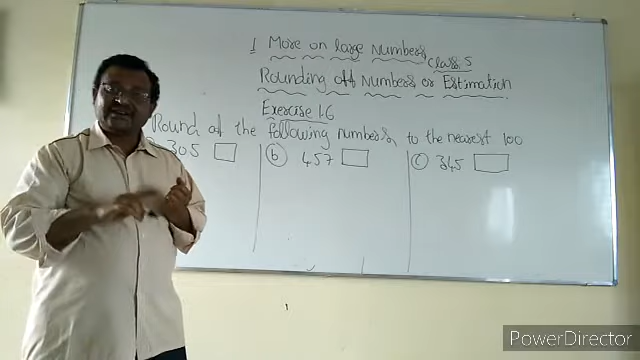 1 More on large Numbers
Class 5
Rounding off Numbers or Estimation
Exercise 1.6
Round of the following numbers, to the nearest 100
305
(b) 457
(c) 345
PowerDirector